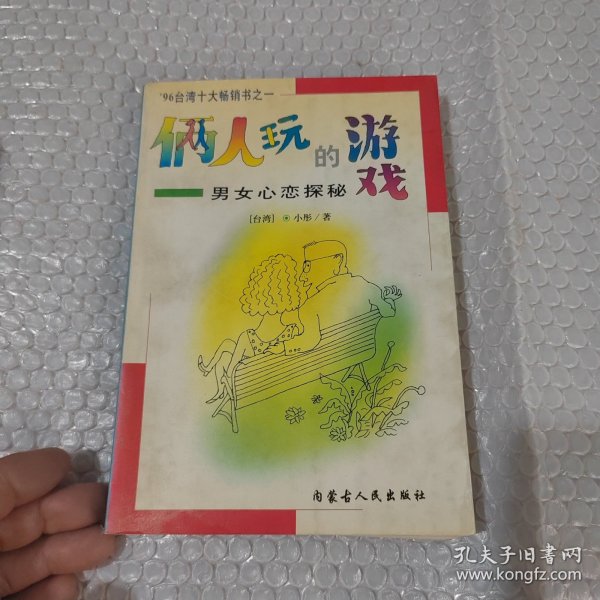 '96台湾十大畅销书之一
俩人玩的游戏
男女心恋探秘
[台湾] 小彤/著
内蒙古人民出版社
孔夫子旧书网
www.kongfz.com